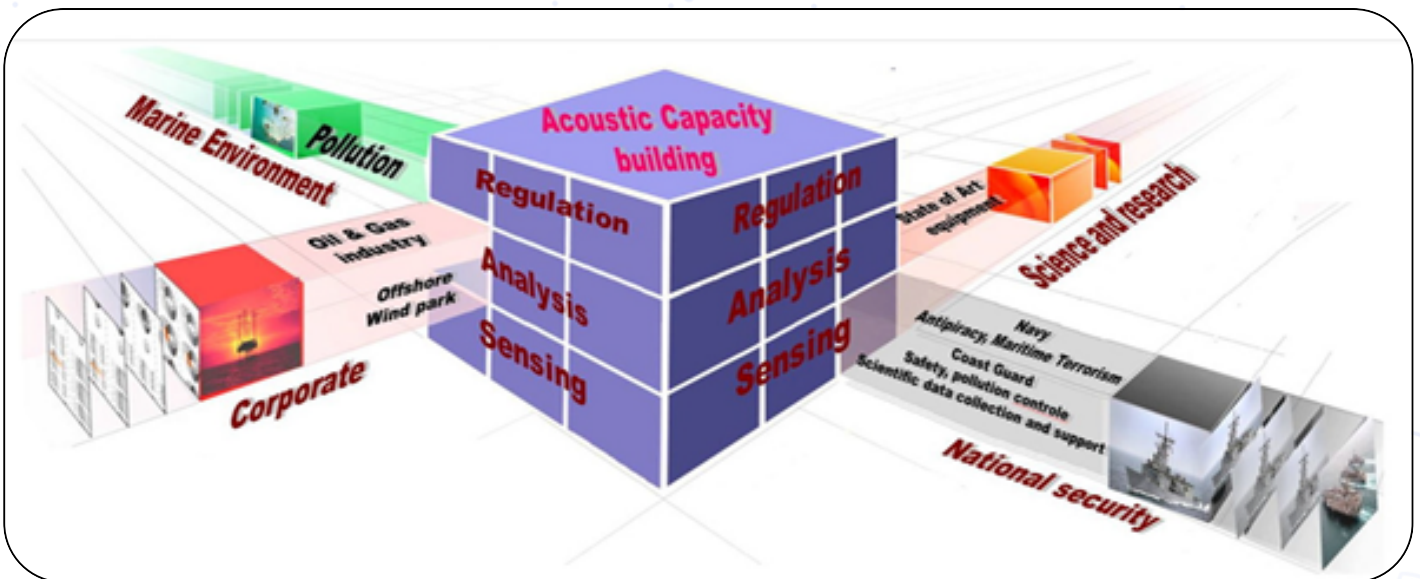 Acoustic Capacity
building
Regulation
Analysis
Sensing
Regulation
Analysis
Sensing
Marine Environment
Pollution
Oil & Gas
industry
Offshore
Wind park
Corporate
State of Art
equipment
Science and research
Navy
Antipiracy, Maritime Terrorism
Coast Guard
Safety, pollution controle
Scientific data collection and support
National security